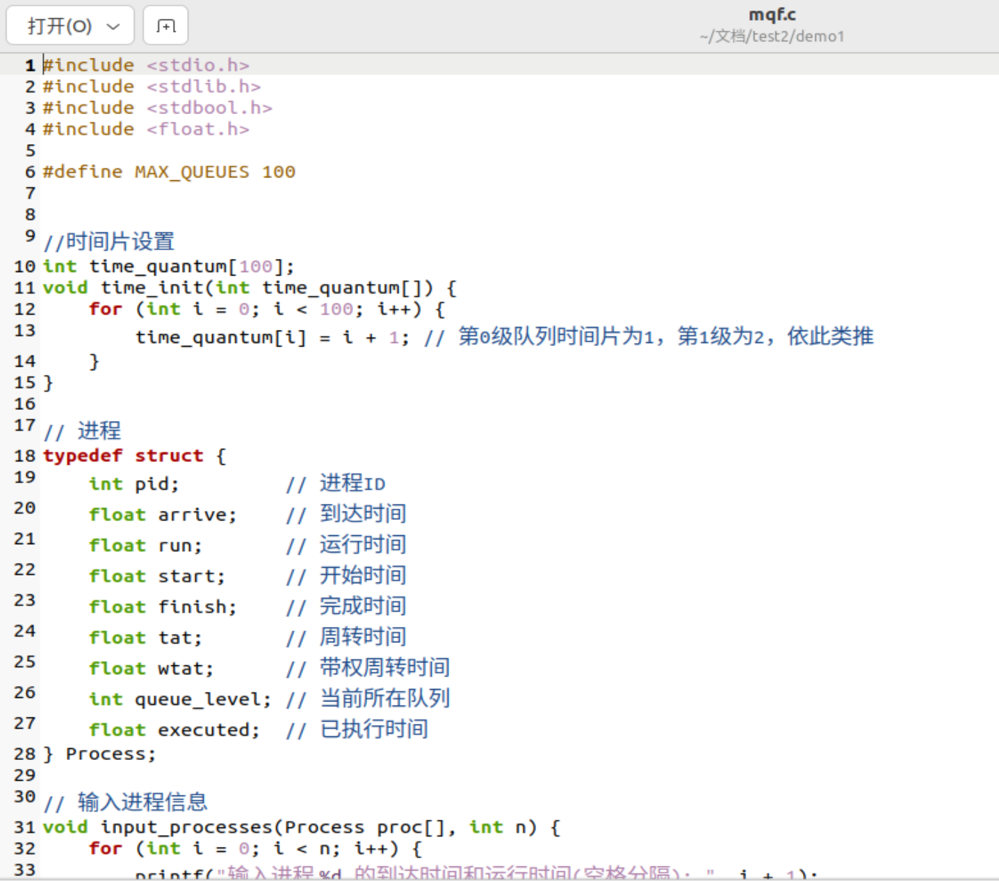 打开(O)
mqf.c
~/文档/test2/demo1
1 #include <stdio.h>
2 #include <stdlib.h>
3 #include <stdbool.h>
4 #include <float.h>
5
6 #define MAX_QUEUES 100
7
8
9 //时间片设置
10 int time_quantum[100];
11 void time_init(int time_quantum[]) {
12     for (int i = 0; i < 100; i++) {
13         time_quantum[i] = i + 1; // 第0级队列时间片为1，第1级为2，依此类推
14     }
15 }
16
17 // 进程
18 typedef struct {
19     int pid;         // 进程ID
20     float arrive;    // 到达时间
21     float run;       // 运行时间
22     float start;     // 开始时间
23     float finish;    // 完成时间
24     float tat;       // 周转时间
25     float wtat;      // 带权周转时间
26     int queue_level; // 当前所在队列
27     float executed;  // 已执行时间
28 } Process;
29
30 // 输入进程信息
31 void input_processes(Process proc[], int n) {
32     for (int i = 0; i < n; i++) {
33         printf("输入进程 %d 的到达时间和运行时间(空格分隔): ", i + 1);